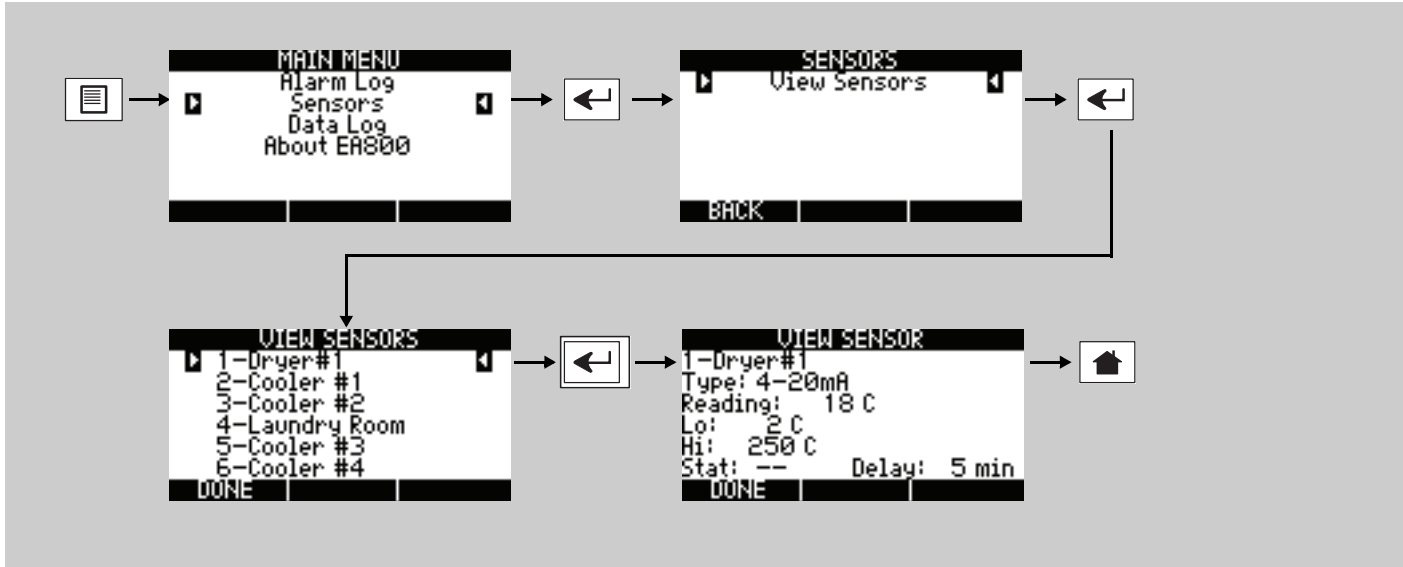 MAIN MENU
Alarm Log
Sensors
Data Log
About EA800
SENSORS
View Sensors
BACK
VIEW SENSORS
1-Dryer#1
2-Cooler #1
3-Cooler #2
4-Laundry Room
5-Cooler #3
6-Cooler #4
DONE
VIEW SENSOR
1-Dryer#1
Type: 4-20mA
Reading: 18 C
Lo: 2 C
Hi: 250 C
Stat: -- Delay: 5 min
DONE